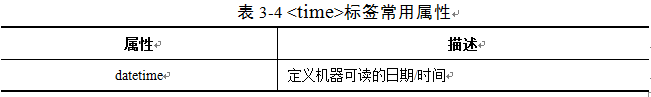 表 3-4 <time>标签常用属性
属性 描述
datetime 定义机器可读的日期/时间